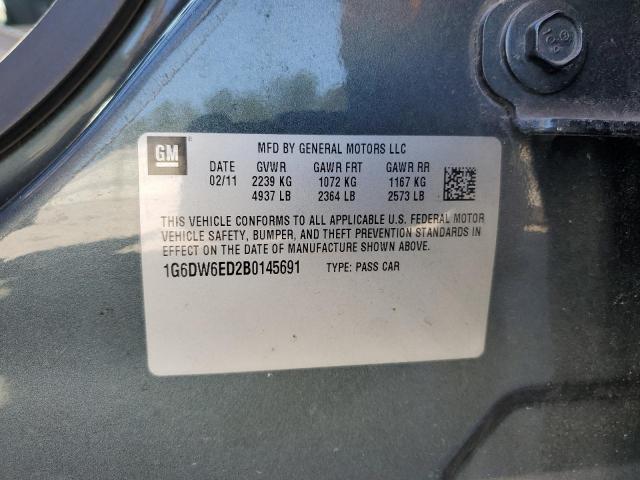 GM
MFD BY GENERAL MOTORS LLC
DATE GVWR GAWR FRT GAWR RR
02/11 2239 KG 1072 KG 1167 KG
4937 LB 2364 LB 2573 LB
THIS VEHICLE CONFORMS TO ALL APPLICABLE U.S. FEDERAL MOTOR
VEHICLE SAFETY, BUMPER, AND THEFT PREVENTION STANDARDS IN
EFFECT ON THE DATE OF MANUFACTURE SHOWN ABOVE.
1G6DW6ED2B0145691 TYPE: PASS CAR